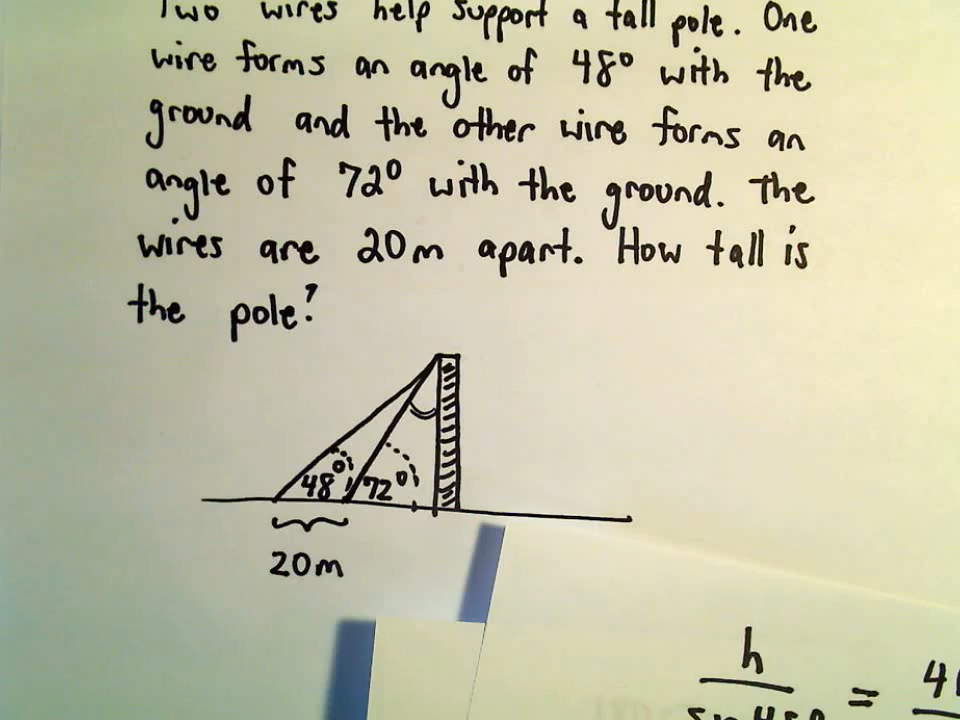 Two wires help support a tall pole. One
wire forms an angle of 48° with the
ground and the other wire forms an
angle of 72° with the ground. The
wires are 20m apart. How tall is
the pole?
48°
72°
20m
h
=